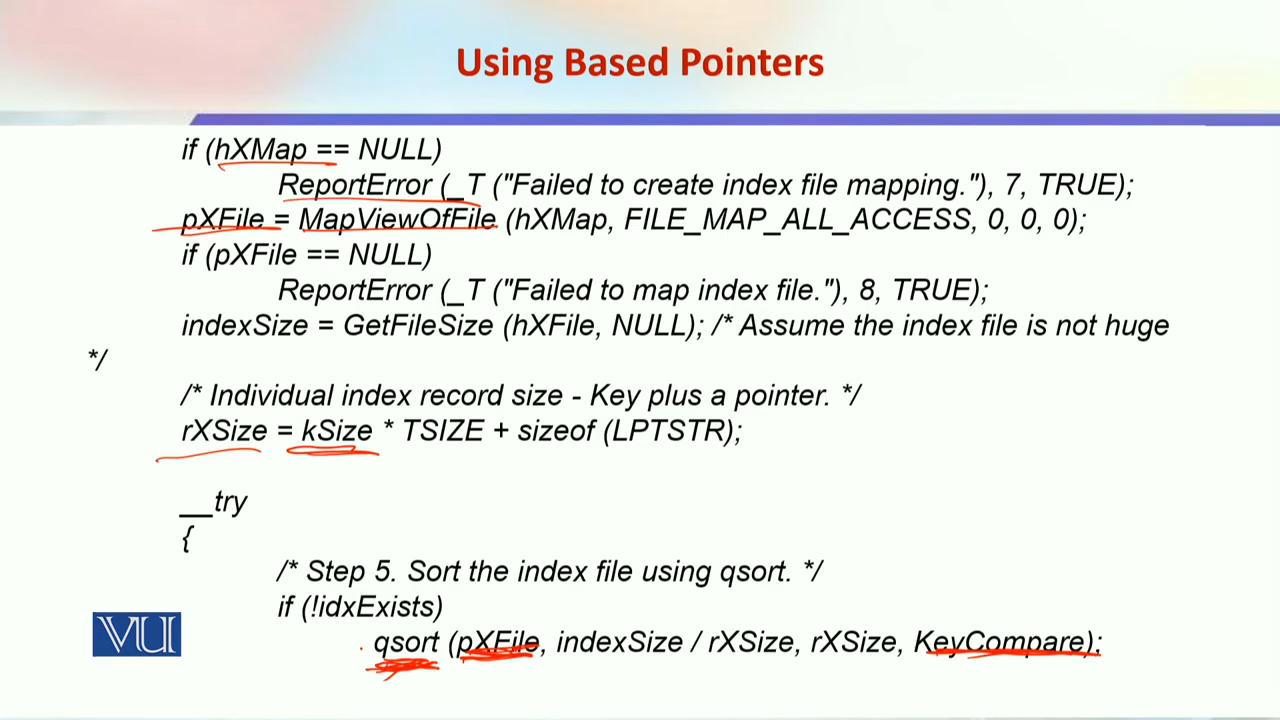 Using Based Pointers
if (hXMap == NULL)
ReportError (_T ("Failed to create index file mapping."), 7, TRUE);
pXFile = MapViewOfFile (hXMap, FILE_MAP_ALL_ACCESS, 0, 0, 0);
if (pXFile == NULL)
ReportError (_T ("Failed to map index file."), 8, TRUE);
indexSize = GetFileSize (hXFile, NULL); /* Assume the index file is not huge
*/
/* Individual index record size - Key plus a pointer. */
rXSize = kSize * TSIZE + sizeof (LPTSTR);
__try
{
/* Step 5. Sort the index file using qsort. */
if (!idxExists)
qsort (pXFile, indexSize / rXSize, rXSize, KeyCompare);
VU